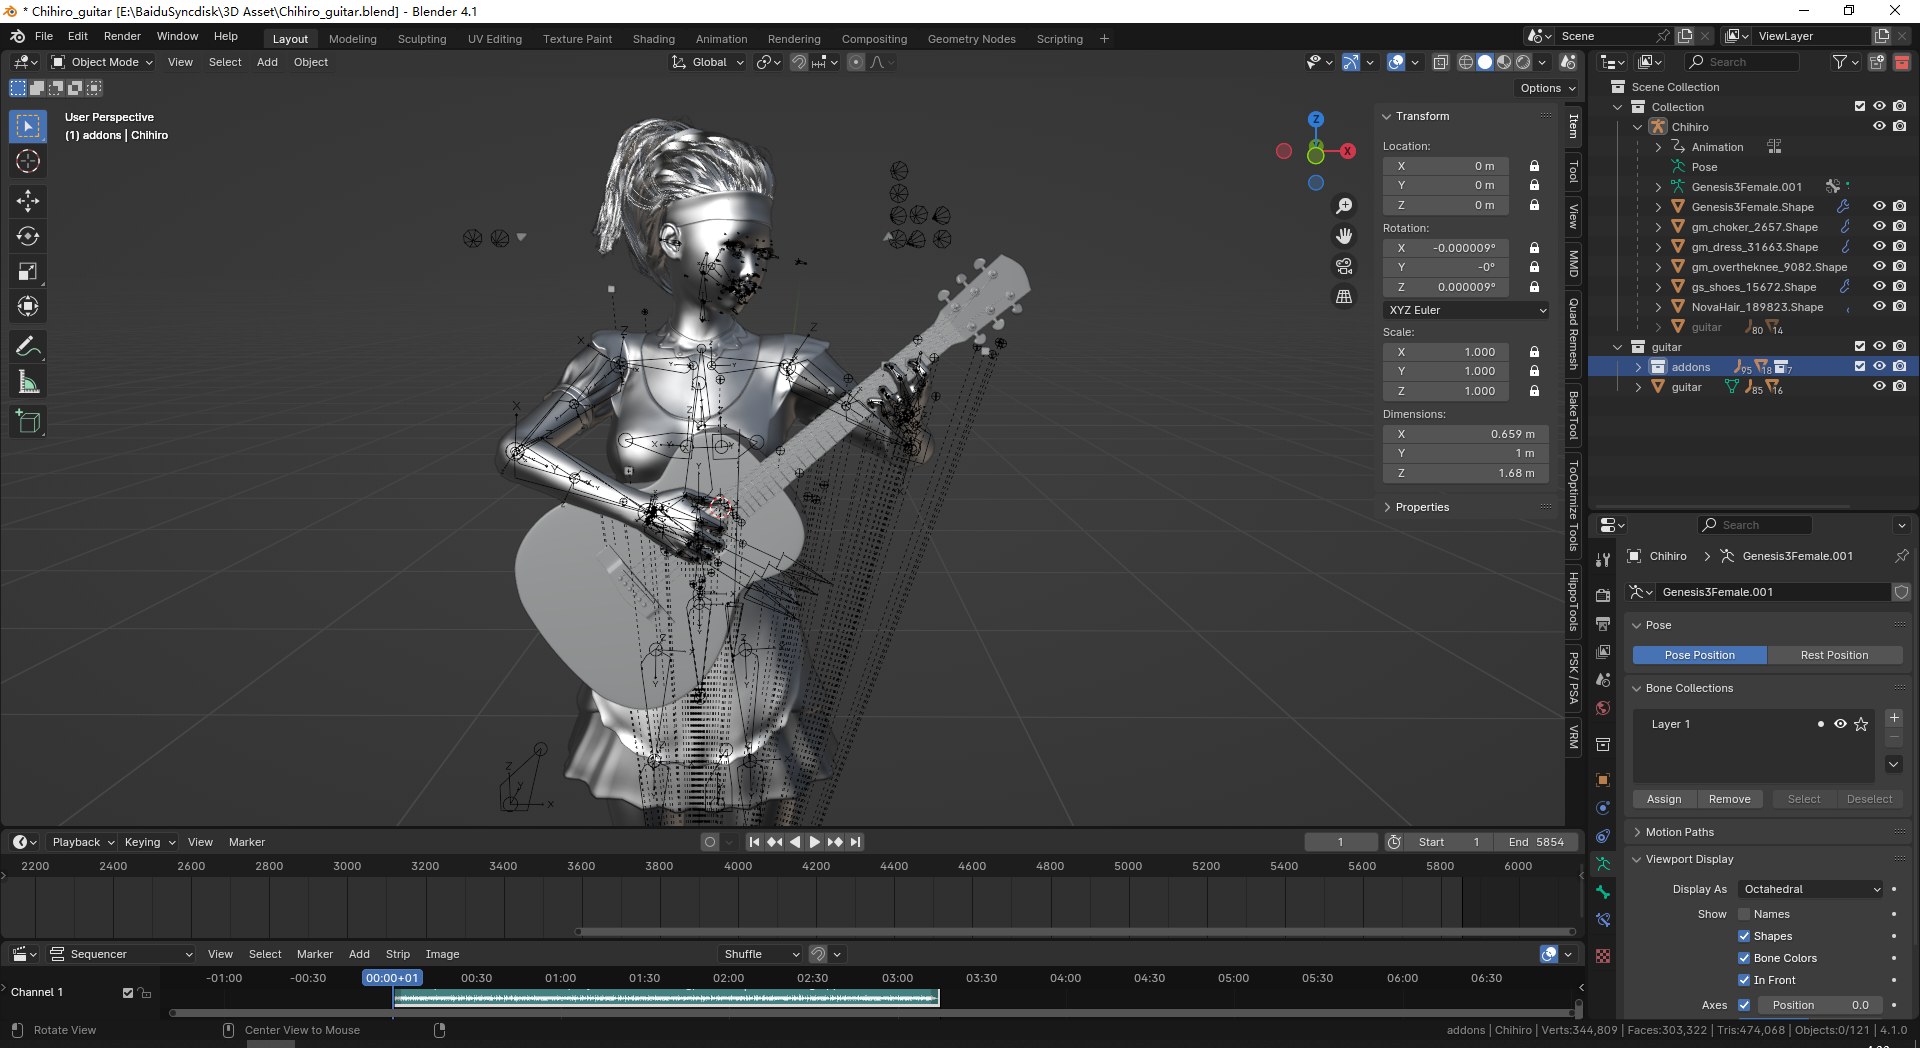 * Chihiro_guitar [E:\BaiduSyncdisk\3D Asset\Chihiro_guitar.blend] - Blender 4.1
File Edit Render Window Help Layout Modeling Sculpting UV Editing Texture Paint Shading Animation Rendering Compositing Geometry Nodes Scripting + Scene ViewLayer
Object Mode View Select Add Object Global Search
Options
User Perspective
(1) addons | Chihiro
Z
X
Transform
Location:
X 0 m
Y 0 m
Z 0 m
Rotation:
X -0.000009°
Y -0°
Z 0.000009°
XYZ Euler
Scale:
X 1.000
Y 1.000
Z 1.000
Dimensions:
X 0.659 m
Y 1 m
Z 1.68 m
Properties
Item
Tool
View
MMD
Quad Remesh
BakeTool
ToOptimize Tools
HippoTools
PSK / PSA
VRM
Scene Collection
Collection
Chihiro
Animation
Pose
Genesis3Female.001
Genesis3Female.Shape
gm_choker_2657.Shape
gm_dress_31663.Shape
gm_overtheknee_9082.Shape
gs_shoes_15672.Shape
NovaHair_189823.Shape
guitar 80 14
guitar
addons 95 18 7
guitar 85 16
Search
Chihiro > Genesis3Female.001
Genesis3Female.001
Pose
Pose Position Rest Position
Bone Collections
Layer 1
Assign Remove Select Deselect
Motion Paths
Viewport Display
Display As Octahedral
Show Names
Shapes
Bone Colors
In Front
Axes Position 0.0
Playback Keying View Marker 1 Start 1 End 5854
2200 2400 2600 2800 3000 3200 3400 3600 3800 4000 4200 4400 4600 4800 5000 5200 5400 5600 5800 6000
Sequencer View Select Marker Add Strip Image Shuffle
-01:00 -00:30 00:00+01 00:30 01:00 01:30 02:00 02:30 03:00 03:30 04:00 04:30 05:00 05:30 06:00 06:30
Channel 1
Rotate View Center View to Mouse addons | Chihiro | Verts:344,809 | Faces:303,322 | Tris:474,068 | Objects:0/121 | 4.1.0